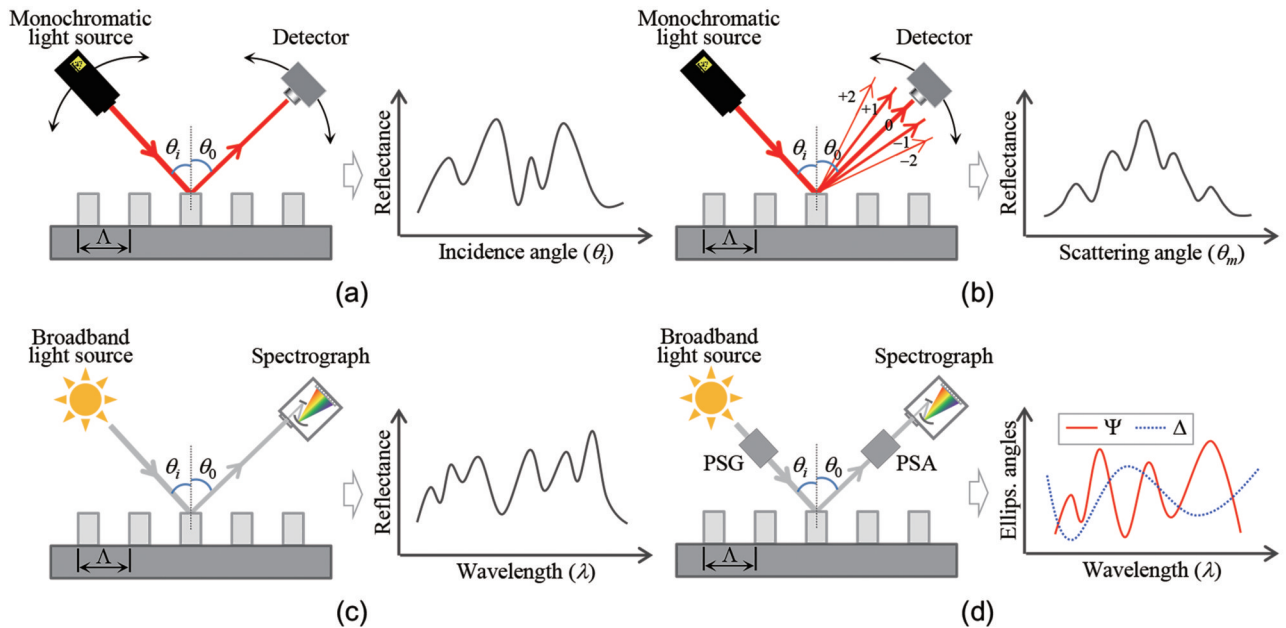 Monochromatic
light source
Detector
θi
θ0
Λ
Reflectance
Incidence angle (θi)
(a)
Monochromatic
light source
Detector
+2
+1
0
−1
−2
θi
θ0
Λ
Reflectance
Scattering angle (θm)
(b)
Broadband
light source
Spectrograph
θi
θ0
Λ
Reflectance
Wavelength (λ)
(c)
Broadband
light source
Spectrograph
PSG
PSA
θi
θ0
Λ
Ellips. angles
Ψ
Δ
Wavelength (λ)
(d)